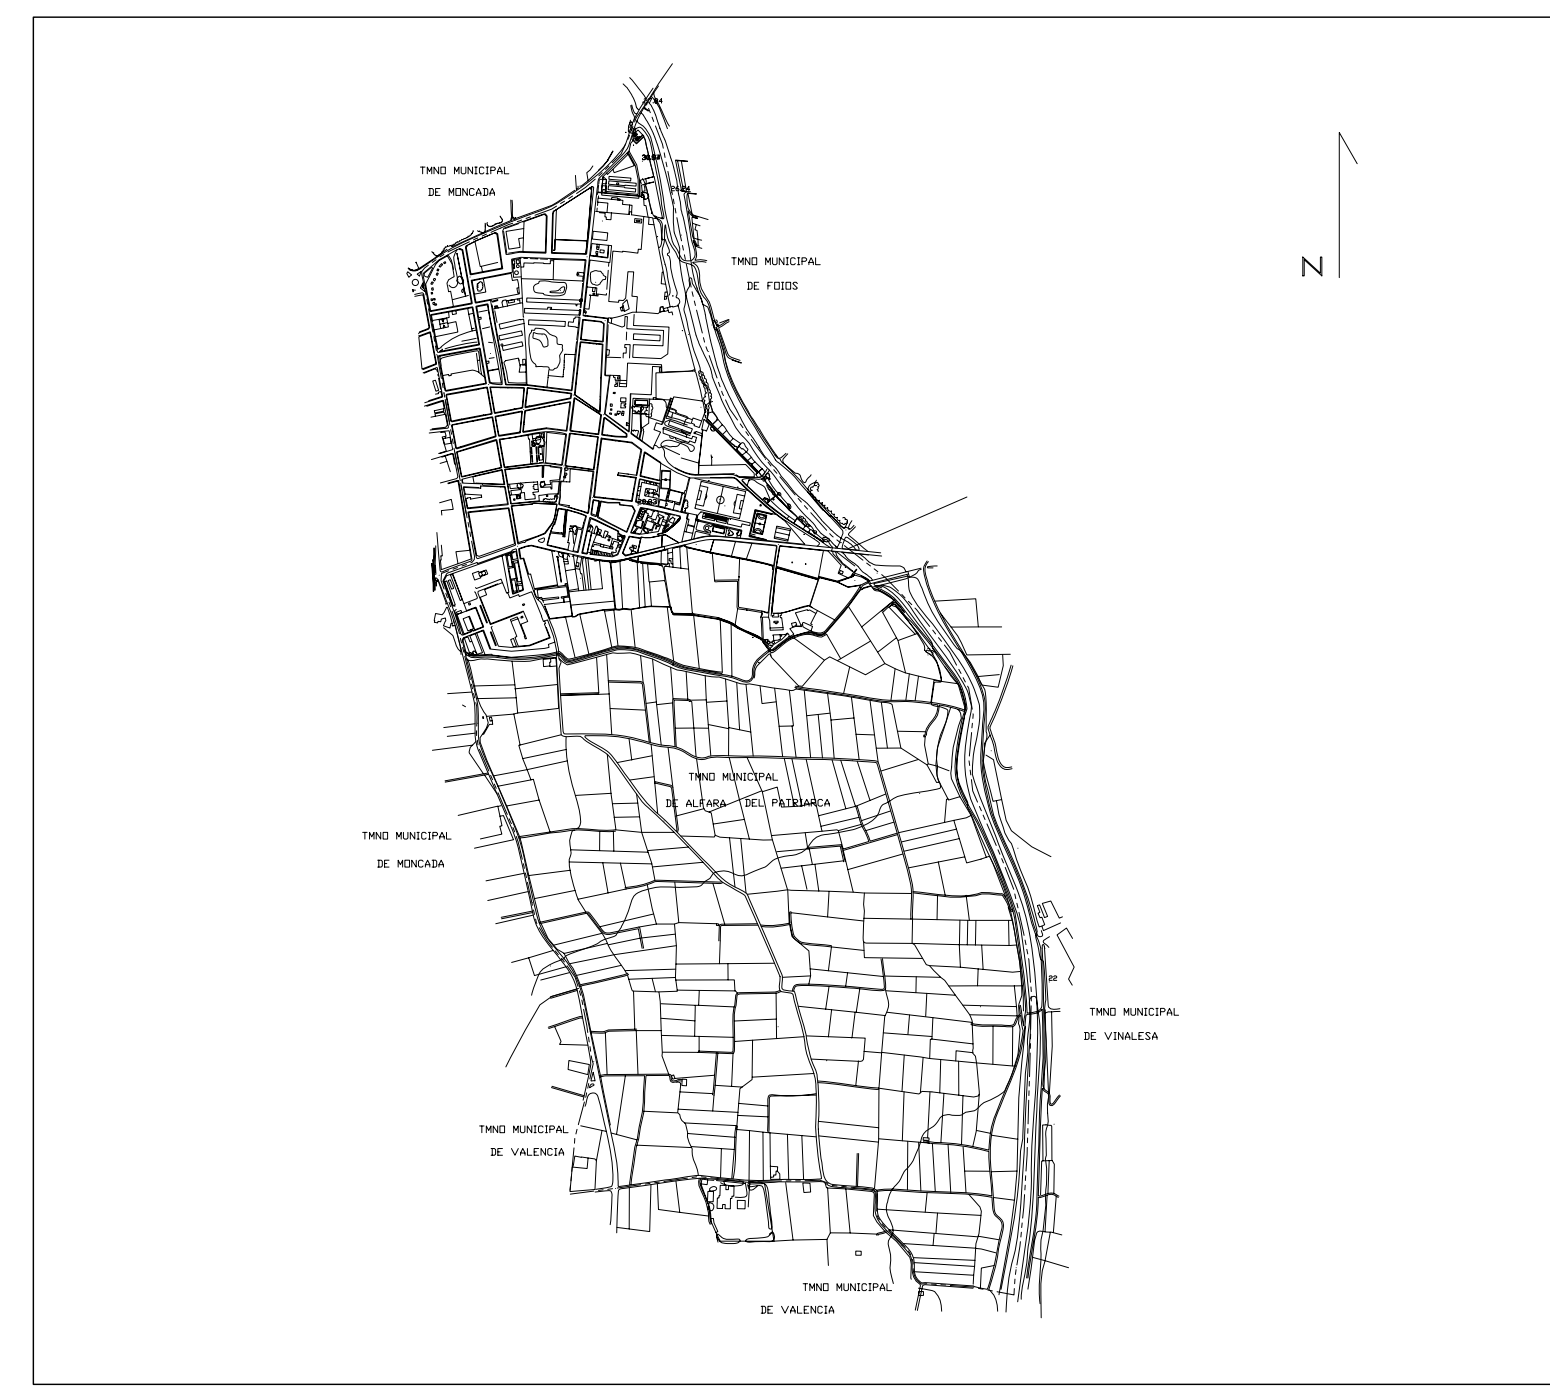 TMNO MUNICIPAL
DE MONCADA
TMNO MUNICIPAL
DE FOIOS
N
TMNO MUNICIPAL
DE ALFARA DEL PATRIARCA
TMNO MUNICIPAL
DE MONCADA
22
TMNO MUNICIPAL
DE VINALESA
TMNO MUNICIPAL
DE VALENCIA
TMNO MUNICIPAL
DE VALENCIA